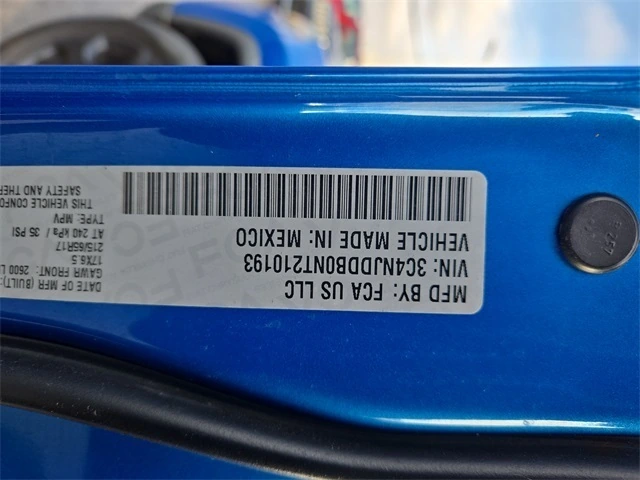 MFD BY: FCA US LLC
VIN: 3C4NJDDB0NT210193
VEHICLE MADE IN: MEXICO
DATE OF MFR (BUILT):
GAWR FRONT: 2600
17X6.5
215/65R17
AT 240 kPa / 35 PSI
TYPE: MPV
THIS VEHICLE
SAFETY AND